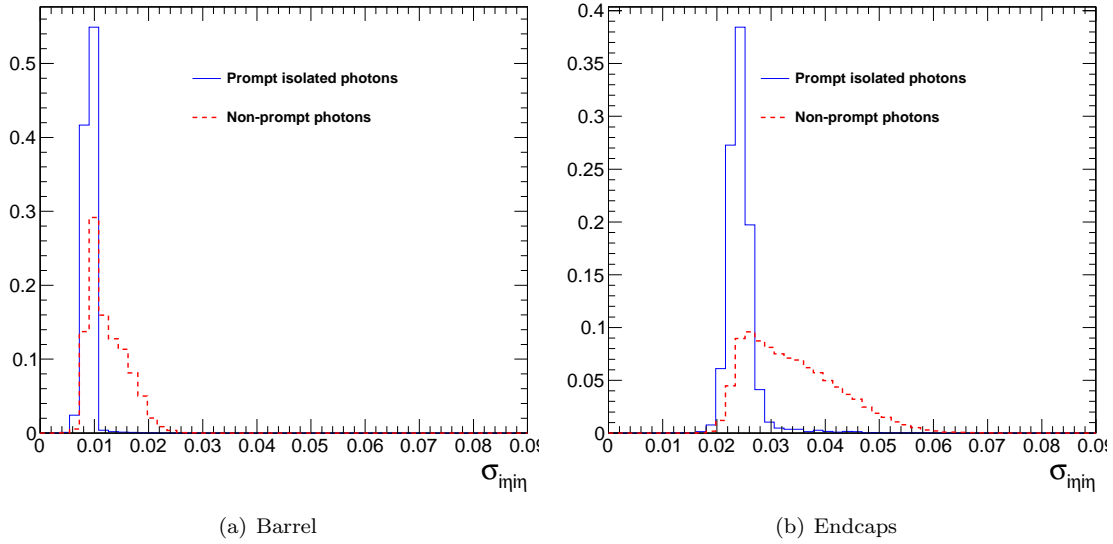 0.5
0.4
0.3
0.2
0.1
0
Prompt isolated photons
Non-prompt photons
0 0.01 0.02 0.03 0.04 0.05 0.06 0.07 0.08 0.09
σiηiη
(a) Barrel
0.4
0.35
0.3
0.25
0.2
0.15
0.1
0.05
0
Prompt isolated photons
Non-prompt photons
0 0.01 0.02 0.03 0.04 0.05 0.06 0.07 0.08 0.09
σiηiη
(b) Endcaps